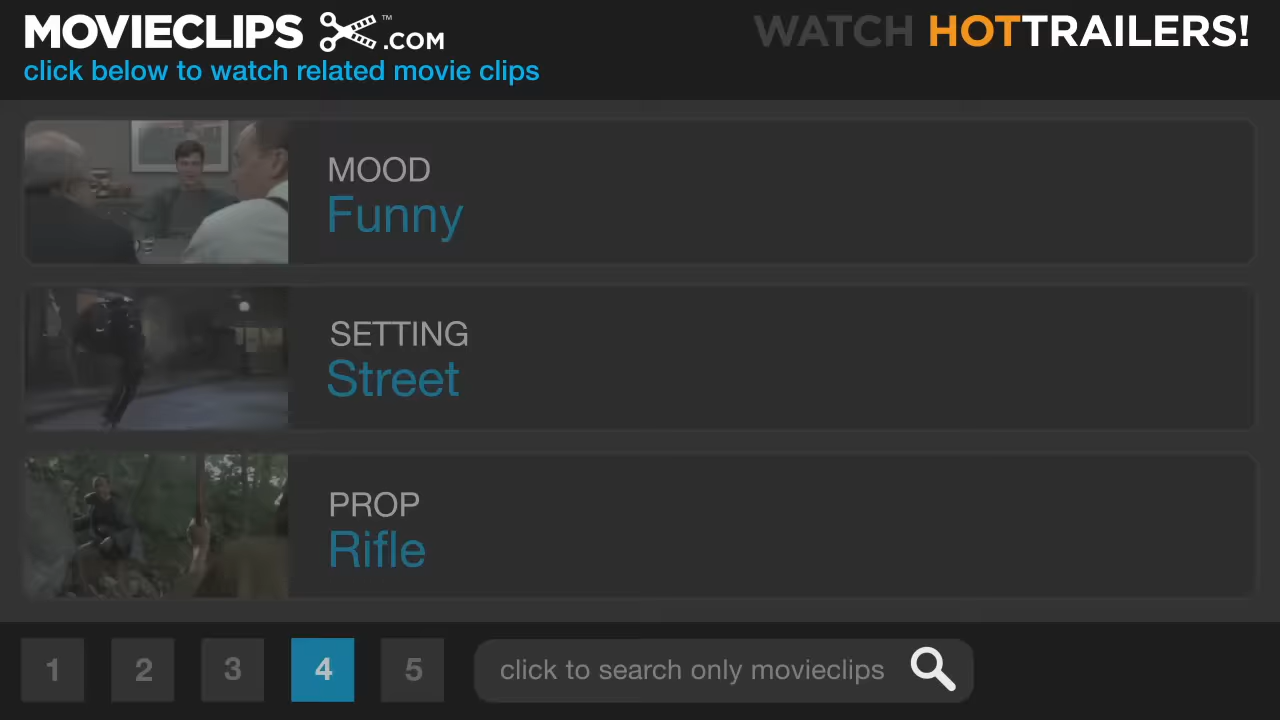 MOVIECLIPS ™ .COM
WATCH HOTTRAILERS!
click below to watch related movie clips
MOOD
Funny
SETTING
Street
PROP
Rifle
1 2 3 4 5
click to search only movieclips